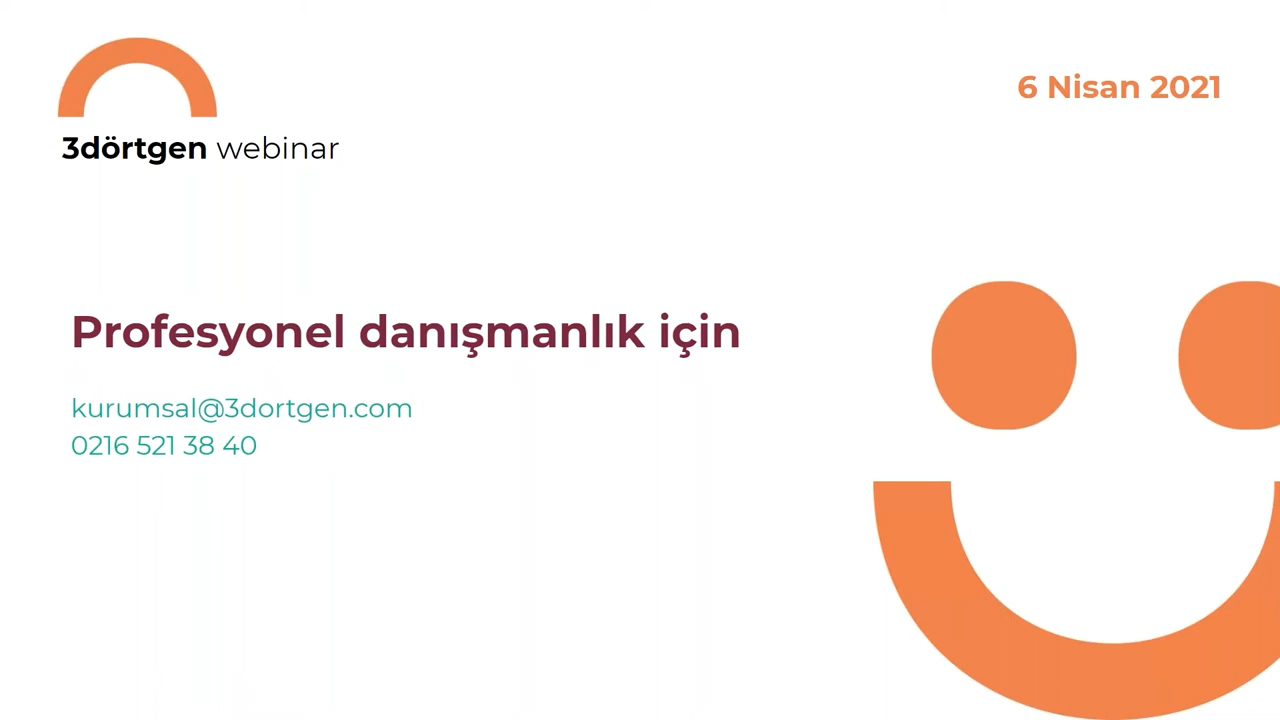 6 Nisan 2021
3dörtgen webinar
Profesyonel danışmanlık için
kurumsal@3dortgen.com
0216 521 38 40